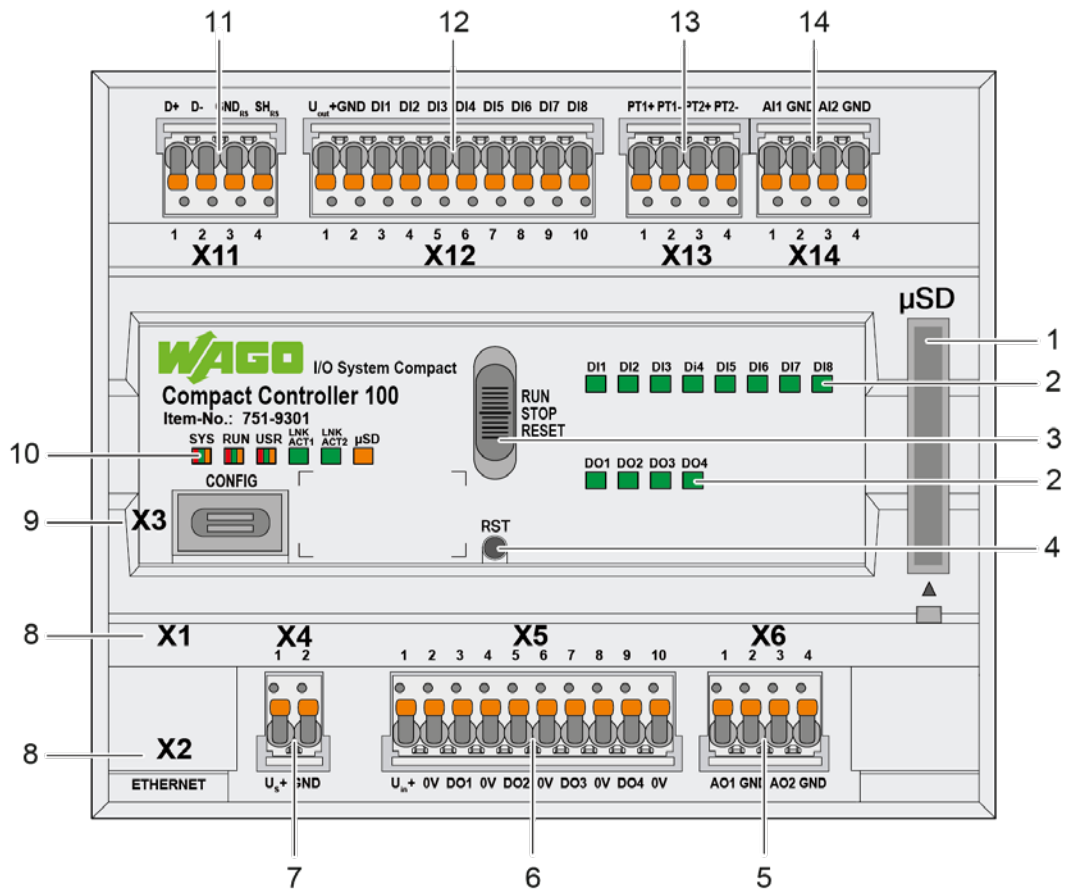 11 12 13 14
D+ D- GND RS SH RS U out + GND DI1 DI2 DI3 DI4 DI5 DI6 DI7 DI8 PT1+ PT1- PT2+ PT2- AI1 GND AI2 GND
1 2 3 4 1 2 3 4 5 6 7 8 9 10 1 2 3 4 1 2 3 4
X11 X12 X13 X14
µSD
1
WAGO I/O System Compact
DI1 DI2 DI3 Di4 DI5 DI6 DI7 DI8
2
Compact Controller 100
RUN
STOP
RESET
3
Item-No.: 751-9301
SYS RUN USR LNK ACT1 LNK ACT2 µSD
10
DO1 DO2 DO3 DO4
2
CONFIG
9 X3
RST
4
8 X1 X4 X5 X6
1 2 1 2 3 4 5 6 7 8 9 10 1 2 3 4
8 X2
ETHERNET
U s + GND U in + 0V DO1 0V DO2 0V DO3 0V DO4 0V AO1 GND AO2 GND
7 6 5